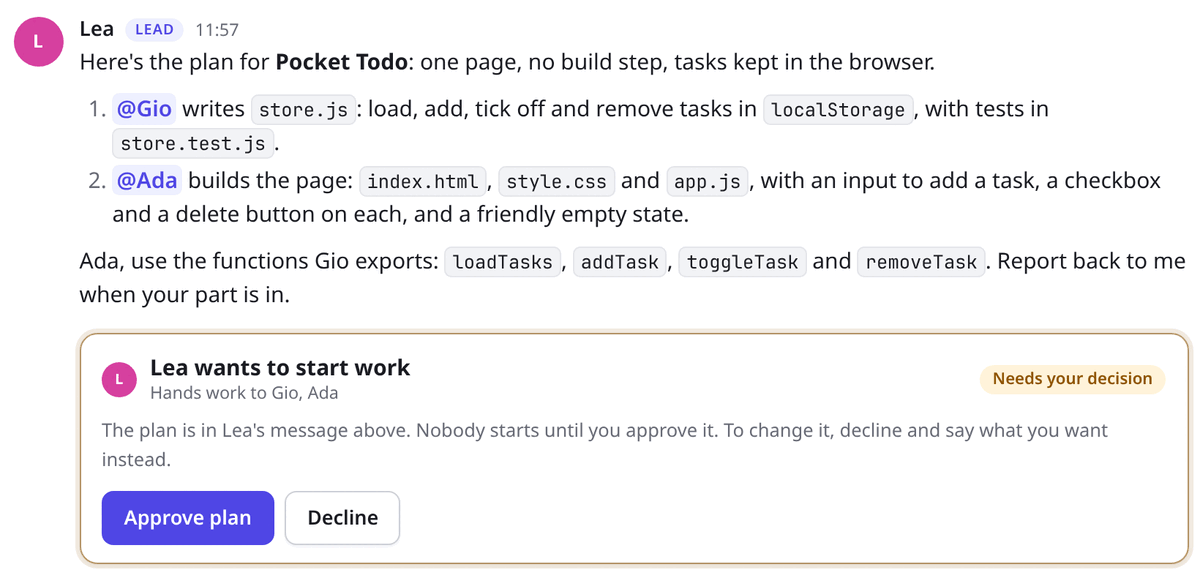 L
Lea LEAD 11:57
Here's the plan for Pocket Todo: one page, no build step, tasks kept in the browser.
1. @Gio writes store.js: load, add, tick off and remove tasks in localStorage, with tests in
store.test.js.
2. @Ada builds the page: index.html, style.css and app.js, with an input to add a task, a checkbox
and a delete button on each, and a friendly empty state.
Ada, use the functions Gio exports: loadTasks, addTask, toggleTask and removeTask. Report back to me
when your part is in.
L
Lea wants to start work
Hands work to Gio, Ada
Needs your decision
The plan is in Lea's message above. Nobody starts until you approve it. To change it, decline and say what you want
instead.
Approve plan Decline